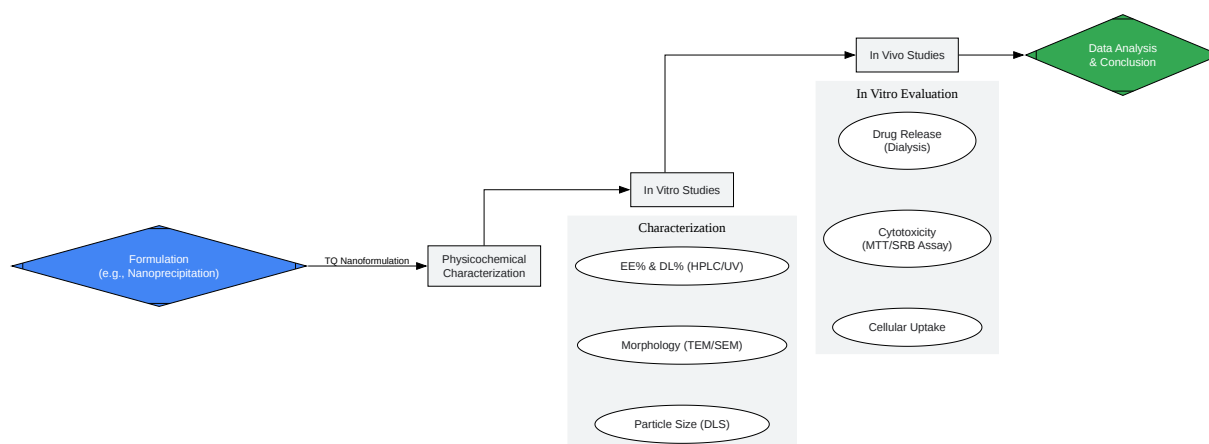 Formulation
(e.g., Nanoprecipitation)
TQ Nanoformulation
Physicochemical
Characterization
In Vitro Studies
Characterization
EE% & DL% (HPLC/UV)
Morphology (TEM/SEM)
Particle Size (DLS)
In Vivo Studies
In Vitro Evaluation
Drug Release
(Dialysis)
Cytotoxicity
(MTT/SRB Assay)
Cellular Uptake
Data Analysis
& Conclusion